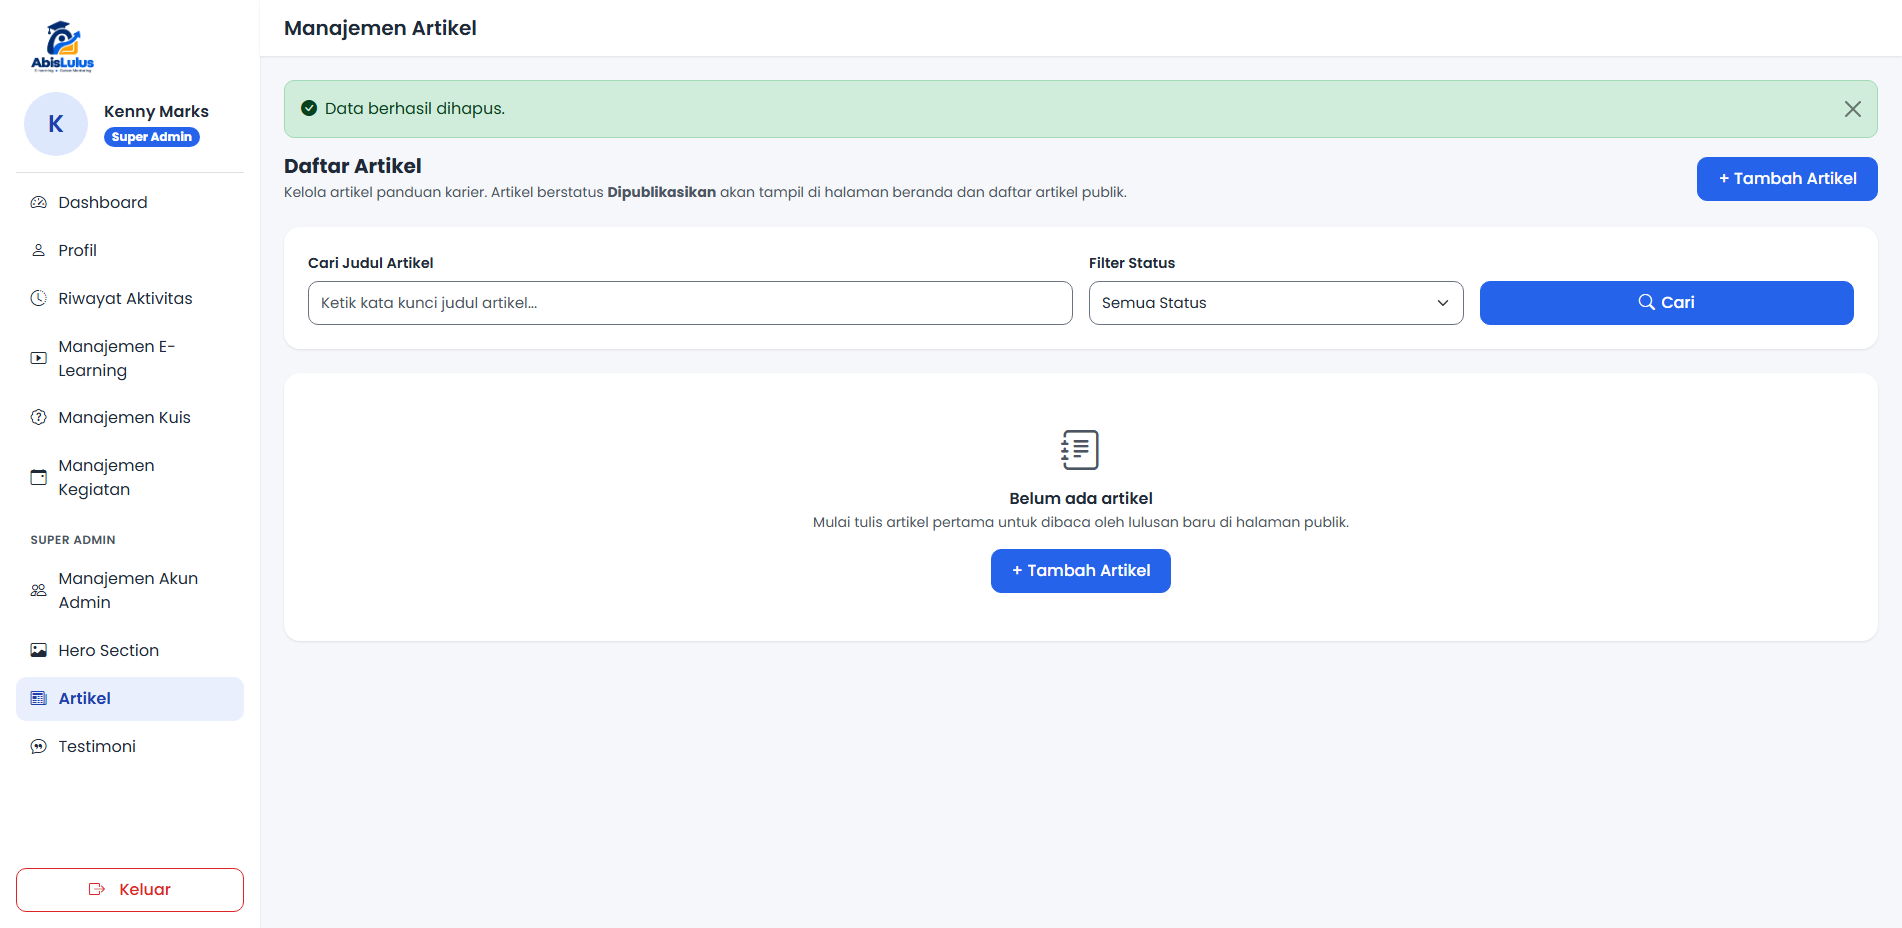 AbisLulus
K
Kenny Marks
Super Admin
Dashboard
Profil
Riwayat Aktivitas
Manajemen E-
Learning
Manajemen Kuis
Manajemen
Kegiatan
SUPER ADMIN
Manajemen Akun
Admin
Hero Section
Artikel
Testimoni
Keluar
Manajemen Artikel
Data berhasil dihapus.
Daftar Artikel
Kelola artikel panduan karier. Artikel berstatus Dipublikasikan akan tampil di halaman beranda dan daftar artikel publik.
+ Tambah Artikel
Cari Judul Artikel
Ketik kata kunci judul artikel...
Filter Status
Semua Status
Cari
Belum ada artikel
Mulai tulis artikel pertama untuk dibaca oleh lulusan baru di halaman publik.
+ Tambah Artikel